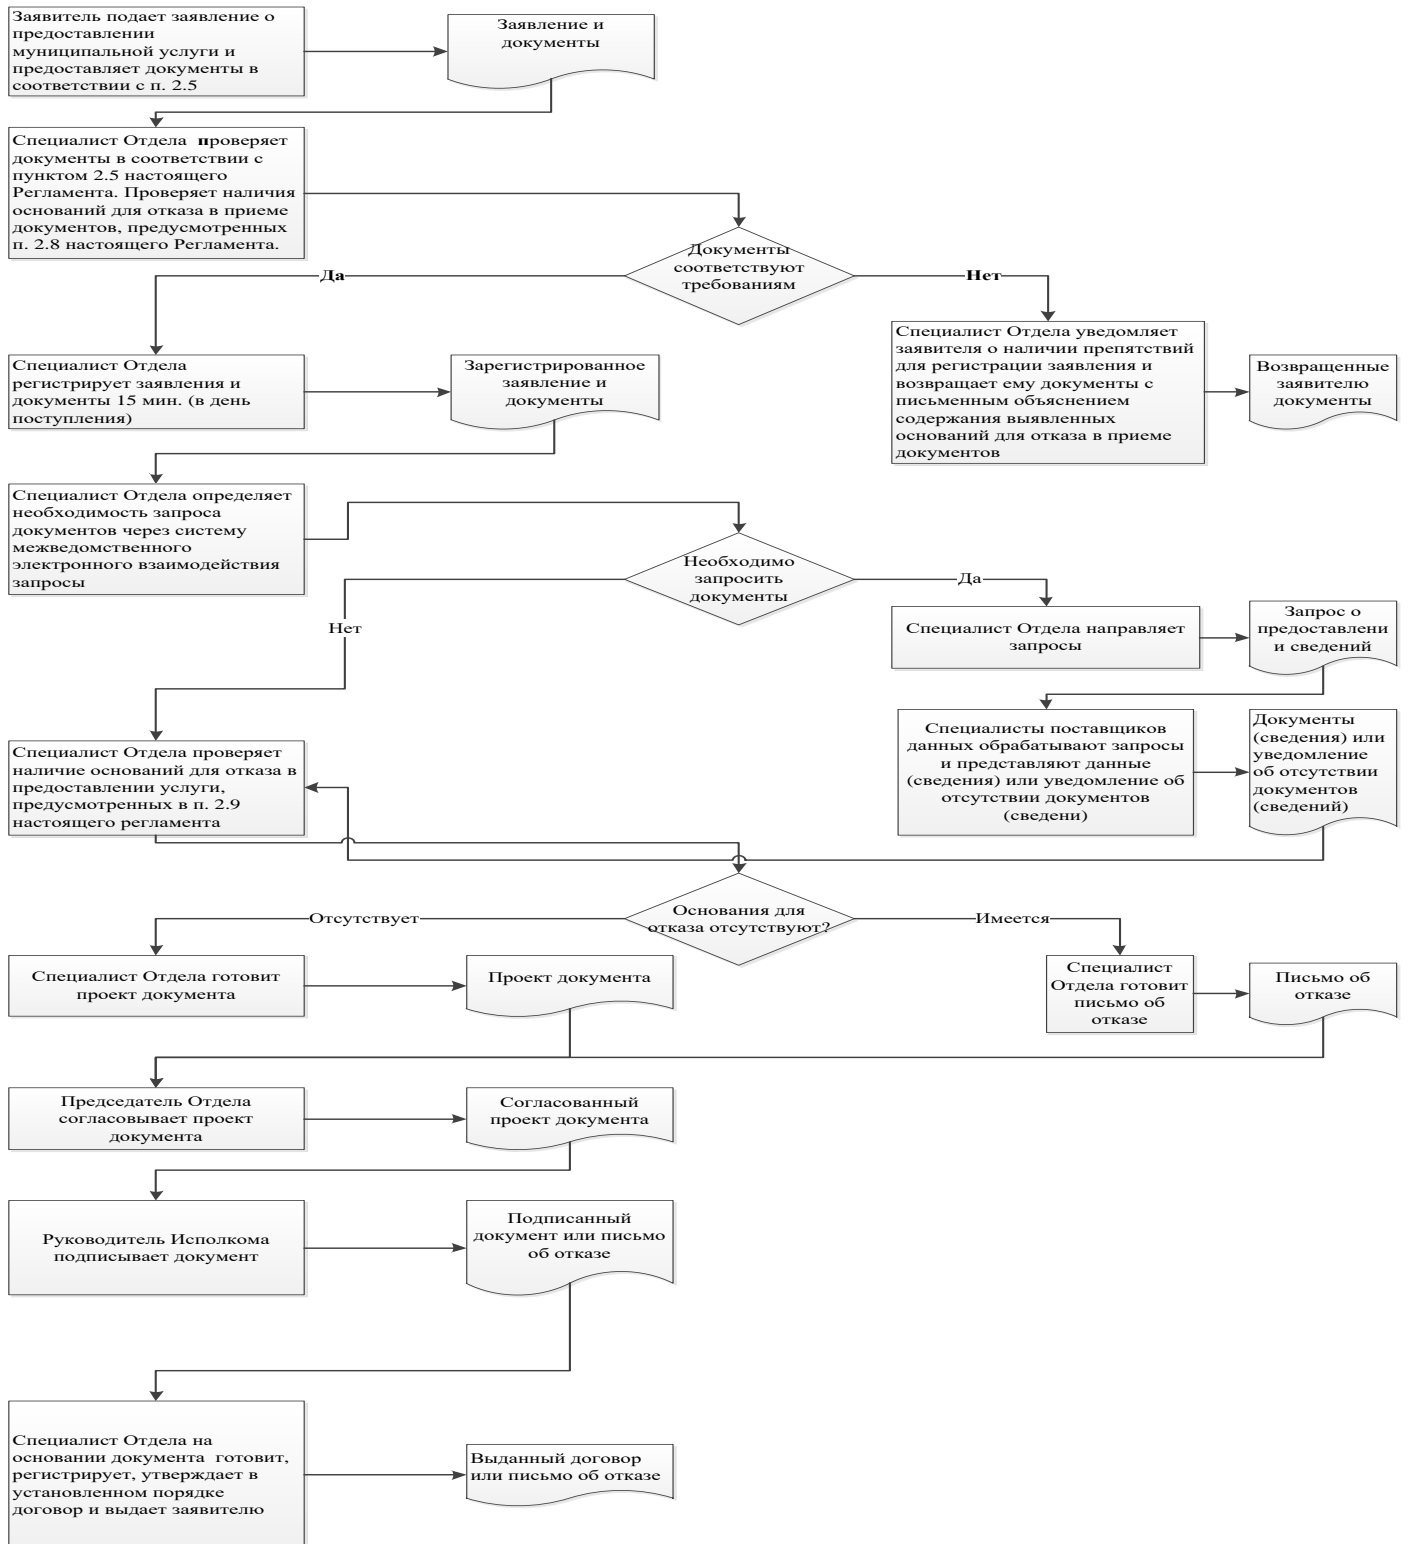 Заявитель подает заявление о
предоставлении
муниципальной услуги и
предоставляет документы в
соответствии с п. 2.5
Заявление и
документы
Специалист Отдела проверяет
документы в соответствии с
пунктом 2.5 настоящего
Регламента. Проверяет наличия
оснований для отказа в приеме
документов, предусмотренных
п. 2.8 настоящего Регламента.
Документы
соответствуют
требованиям
Да
Нет
Специалист Отдела
регистрирует заявления и
документы 15 мин. (в день
поступления)
Зарегистрированное
заявление и
документы
Специалист Отдела уведомляет
заявителя о наличии препятствий
для регистрации заявления и
возвращает ему документы с
письменным объяснением
содержания выявленных
оснований для отказа в приеме
документов
Возвращенные
заявителю
документы
Специалист Отдела определяет
необходимость запроса
документов через систему
межведомственного
электронного взаимодействия
запросы
Необходимо
запросить
документы
Да
Нет
Специалист Отдела направляет
запросы
Запрос о
предоставлени
и сведений
Специалисты поставщиков
данных обрабатывают запросы
и представляют данные
(сведения) или уведомление об
отсутствии документов
(сведени)
Документы
(сведения) или
уведомление
об отсутствии
документов
(сведений)
Специалист Отдела проверяет
наличие оснований для отказа в
предоставлении услуги,
предусмотренных в п. 2.9
настоящего регламента
Основания для
отказа отсутствуют?
Отсутствует
Имеется
Специалист Отдела готовит
проект документа
Проект документа
Специалист
Отдела готовит
письмо об
отказе
Письмо об
отказе
Председатель Отдела
согласовывает проект
документа
Согласованный
проект документа
Руководитель Исполкома
подписывает документ
Подписанный
документ или письмо
об отказе
Специалист Отдела на
основании документа готовит,
регистрирует, утверждает в
установленном порядке
договор и выдает заявителю
Выданный договор
или письмо об отказе